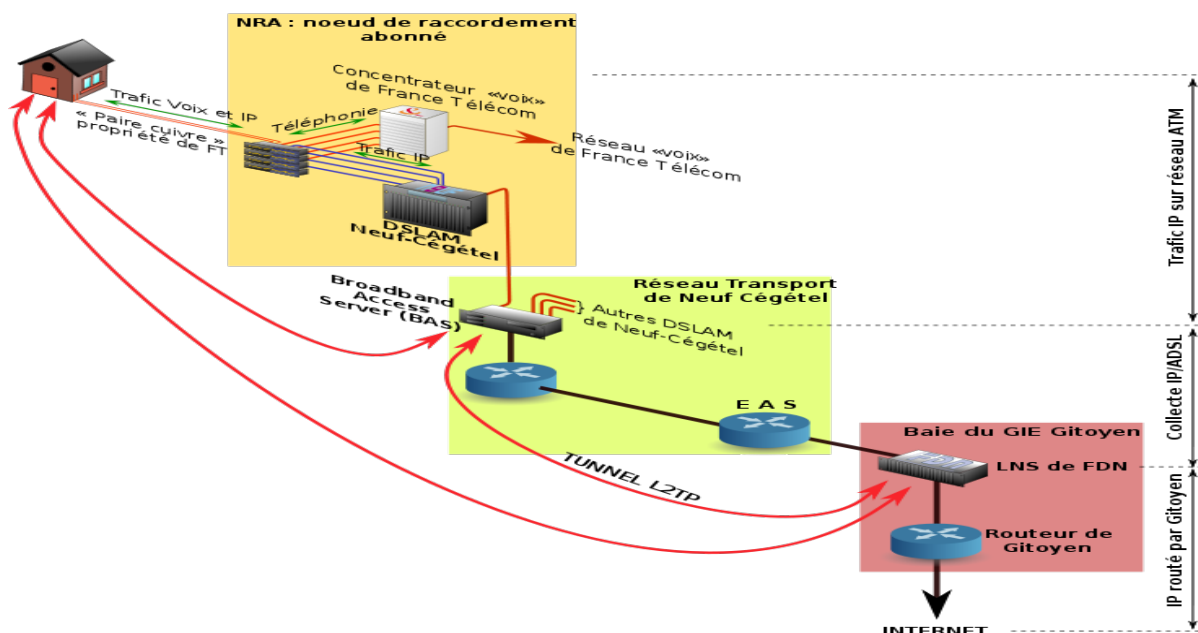 NRA : noeud de raccordement
abonné
Concentrateur «voix»
de France Télécom
Trafic Voix et IP
Téléphonie
« Paire cuivre »
propriété de FT
Trafic IP
Réseau «voix»
de France Télécom
DSLAM
Neuf-Cégétel
Trafic IP sur réseau ATM
Broadband
Access
Server (BAS)
Réseau Transport
de Neuf Cégétel
} Autres DSLAM
de Neuf-Cégétel
Collecte IP/ADSL
E A S
Baie du GIE Gitoyen
FDN
LNS de FDN
TUNNEL L2TP
Routeur de
Gitoyen
IP routé par Gitoyen
INTERNET